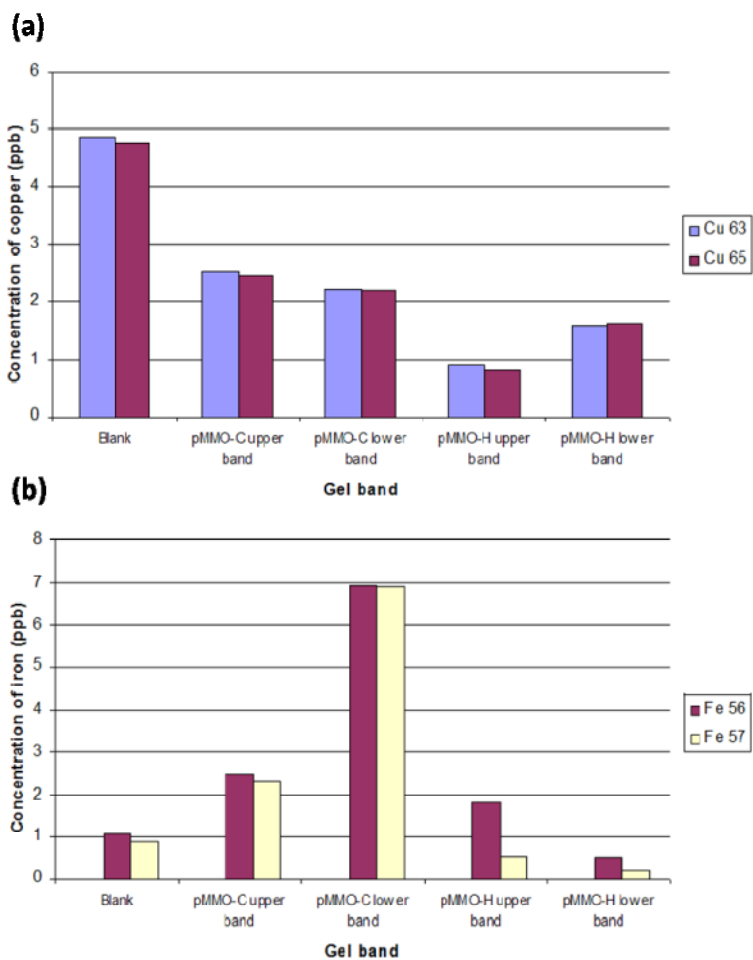 (a)
6
5
4
3
2
1
0
Concentration of copper (ppb)
Blank
pMMO-C upper band
pMMO-C lower band
pMMO-H upper band
pMMO-H lower band
Gel band
Cu 63
Cu 65
(b)
8
7
6
5
4
3
2
1
0
Concentration of iron (ppb)
Blank
pMMO-C upper band
pMMO-C lower band
pMMO-H upper band
pMMO-H lower band
Gel band
Fe 56
Fe 57